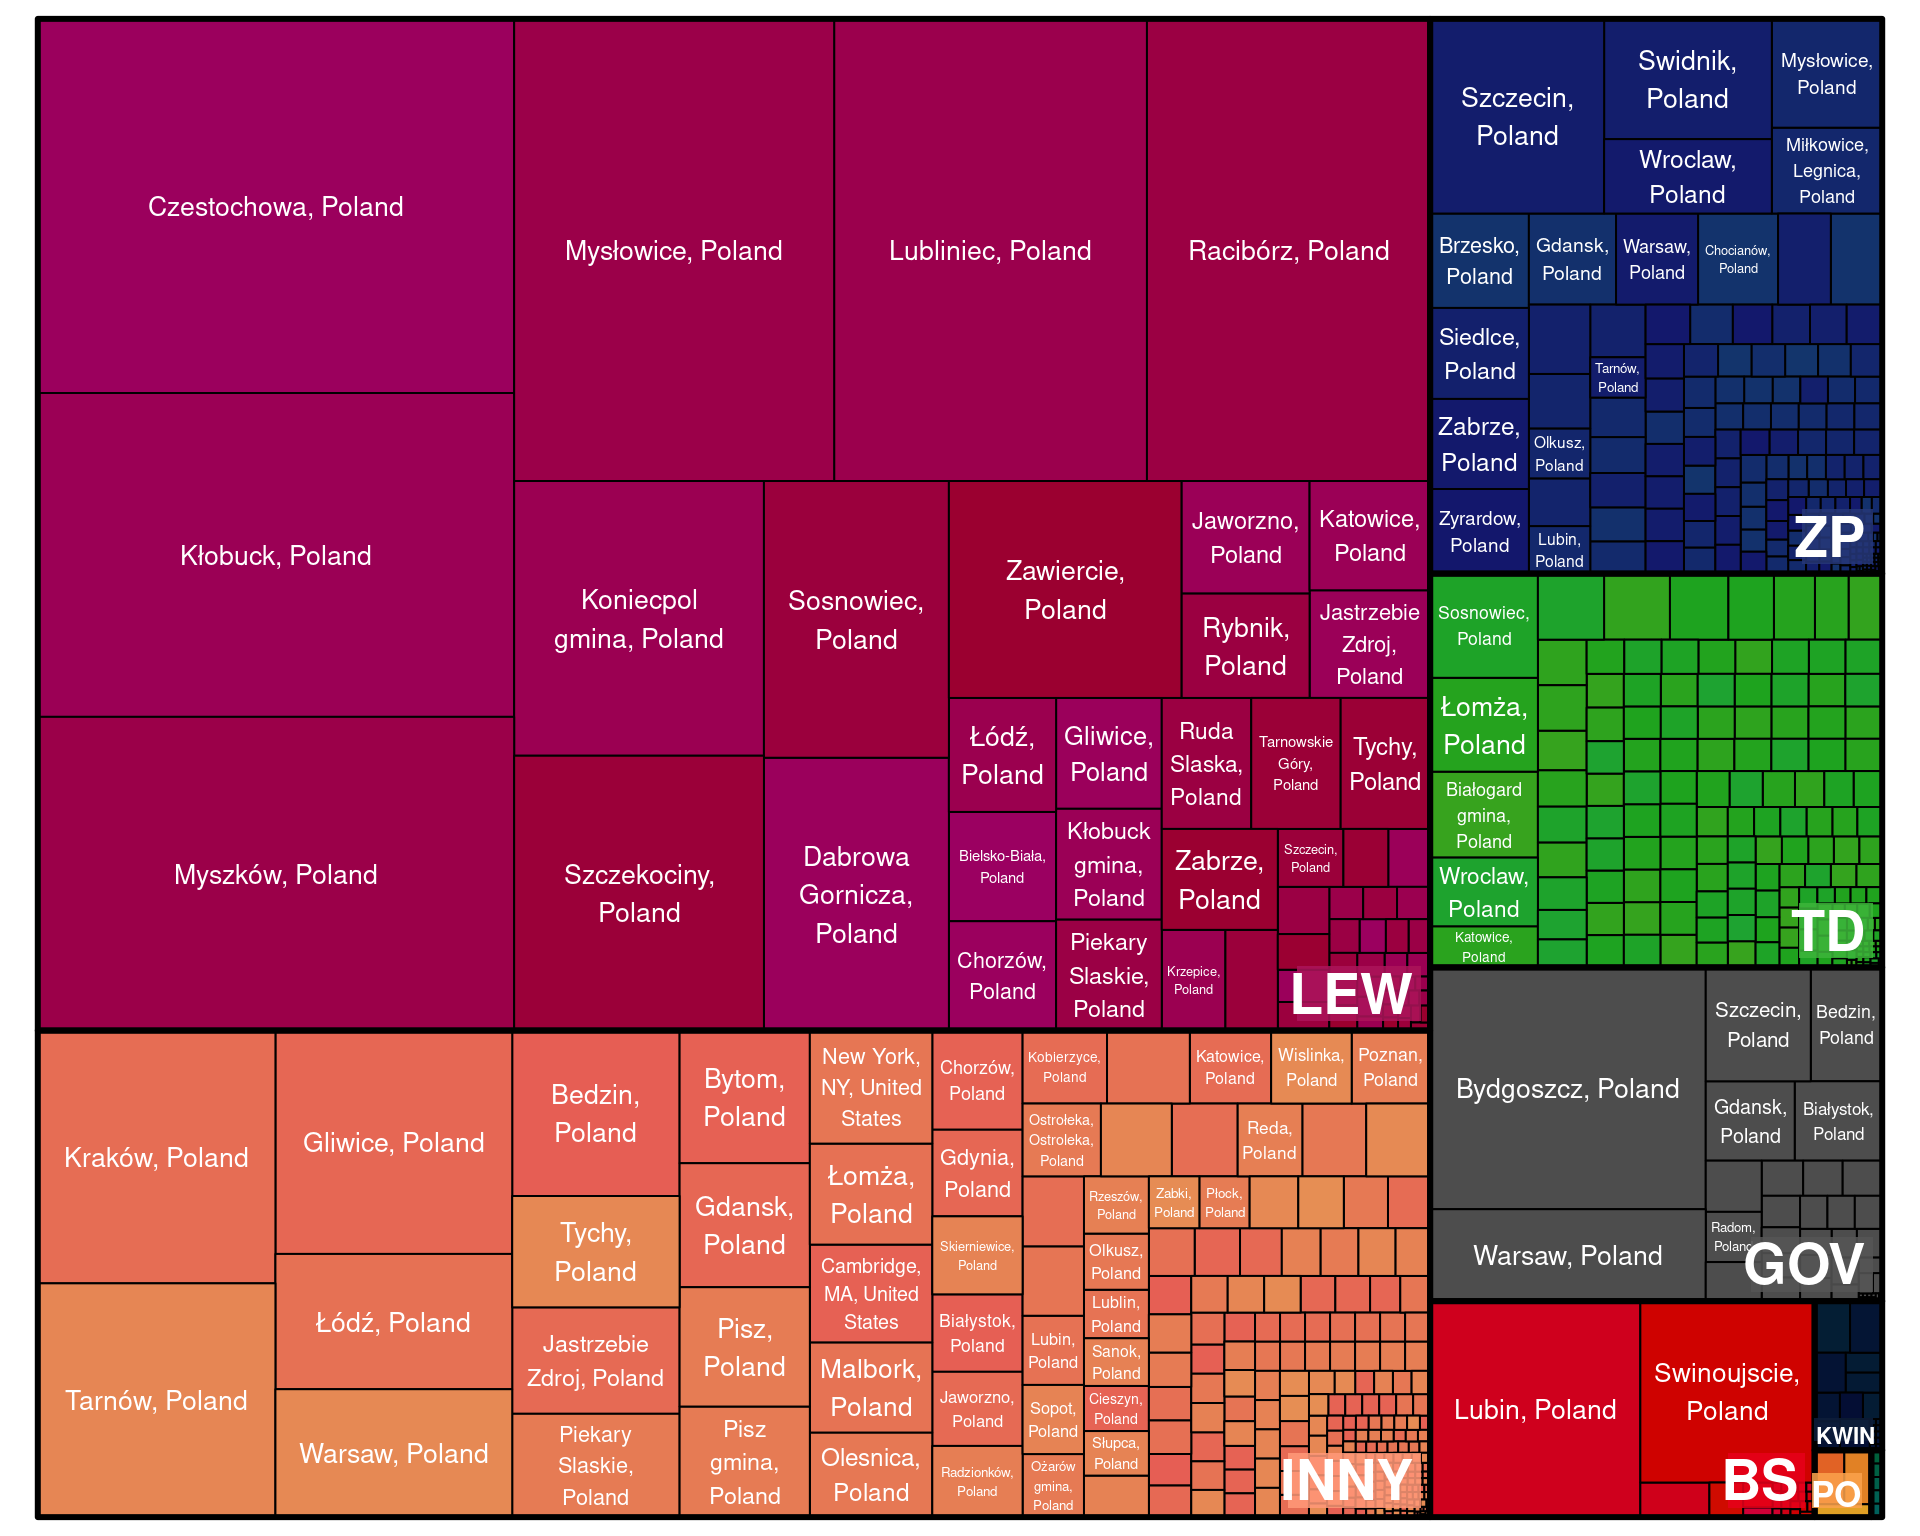 Czestochowa, Poland
Kłobuck, Poland
Myszków, Poland
Mysłowice, Poland
Lubliniec, Poland
Racibórz, Poland
Koniecpol
gmina, Poland
Szczekociny,
Poland
Sosnowiec,
Poland
Dabrowa
Gornicza,
Poland
Zawiercie,
Poland
Jaworzno,
Poland
Katowice,
Poland
Rybnik,
Poland
Jastrzebie
Zdroj,
Poland
Łódź,
Poland
Bielsko-Biała,
Poland
Chorzów,
Poland
Gliwice,
Poland
Kłobuck
gmina,
Poland
Piekary
Slaskie,
Poland
Ruda
Slaska,
Poland
Tarnowskie
Góry,
Poland
Tychy,
Poland
Zabrze,
Poland
Szczecin,
Poland
Krzepice,
Poland
LEW
Szczecin,
Poland
Swidnik,
Poland
Wroclaw,
Poland
Mysłowice,
Poland
Miłkowice,
Legnica,
Poland
Brzesko,
Poland
Gdansk,
Poland
Warsaw,
Poland
Chocianów,
Poland
Siedlce,
Poland
Zabrze,
Poland
Zyrardow,
Poland
Tarnów,
Poland
Olkusz,
Poland
Lubin,
Poland
ZP
Sosnowiec,
Poland
Łomża,
Poland
Białogard
gmina,
Poland
Wroclaw,
Poland
Katowice,
Poland
TD
Bydgoszcz, Poland
Warsaw, Poland
Szczecin,
Poland
Bedzin,
Poland
Gdansk,
Poland
Białystok,
Poland
Radom,
Poland
GOV
Lubin, Poland
Swinoujscie,
Poland
BS
KWIN
PO
Kraków, Poland
Tarnów, Poland
Gliwice, Poland
Łódź, Poland
Warsaw, Poland
Bedzin,
Poland
Tychy,
Poland
Jastrzebie
Zdroj, Poland
Piekary
Slaskie,
Poland
Bytom,
Poland
Gdansk,
Poland
Pisz,
Poland
Pisz
gmina,
Poland
New York,
NY, United
States
Łomża,
Poland
Cambridge,
MA, United
States
Malbork,
Poland
Olesnica,
Poland
Chorzów,
Poland
Gdynia,
Poland
Skierniewice,
Poland
Białystok,
Poland
Jaworzno,
Poland
Radzionków,
Poland
Kobierzyce,
Poland
Katowice,
Poland
Wislinka,
Poland
Poznan,
Poland
Ostrołeka,
Ostroleka,
Poland
Reda,
Poland
Rzeszów,
Poland
Zabki,
Poland
Płock,
Poland
Olkusz,
Poland
Lublin,
Poland
Lubin,
Poland
Sanok,
Poland
Sopot,
Poland
Cieszyn,
Poland
Słupca,
Poland
Ożarów
gmina,
Poland
INNY